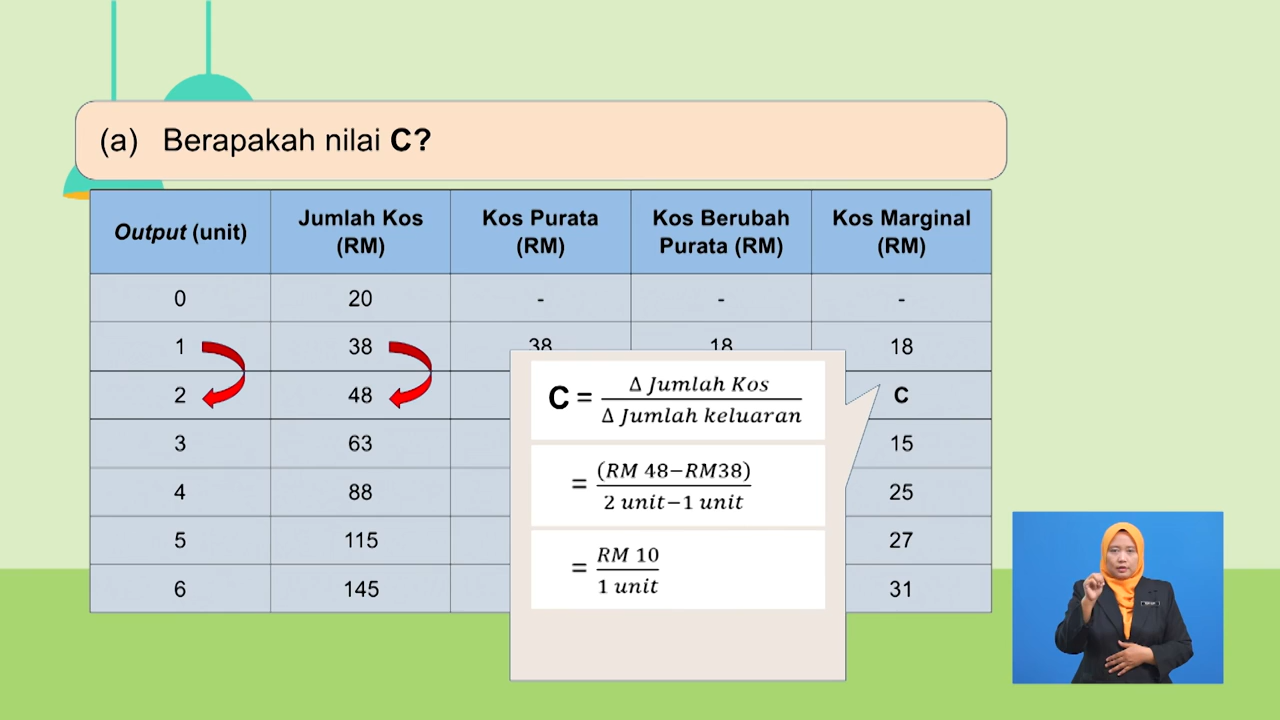 (a) Berapakah nilai C?
Output (unit) Jumlah Kos (RM) Kos Purata (RM) Kos Berubah Purata (RM) Kos Marginal (RM)
0 20 - - -
1 38 38 18 18
2 48 C
3 63 15
4 88 25
5 115 27
6 145 31
C = Δ Jumlah Kos / Δ Jumlah keluaran
= (RM 48−RM38) / 2 unit−1 unit
= RM 10 / 1 unit